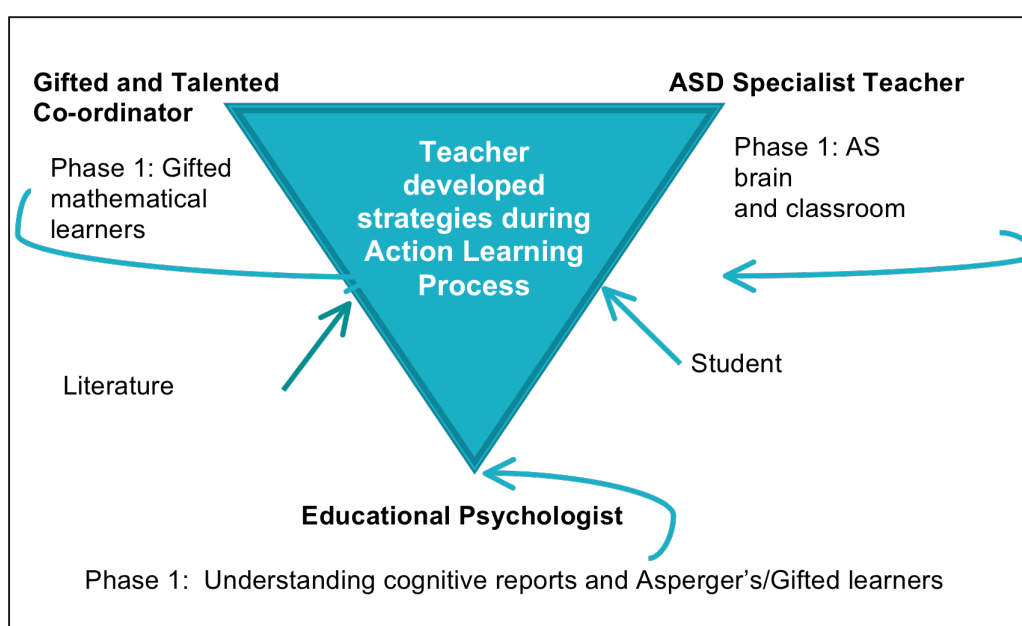 Gifted and Talented
Co-ordinator
ASD Specialist Teacher
Phase 1: Gifted
mathematical
learners
Teacher
developed
strategies during
Action Learning
Process
Phase 1: AS
brain
and classroom
Literature
Student
Educational Psychologist
Phase 1:  Understanding cognitive reports and Asperger’s/Gifted learners